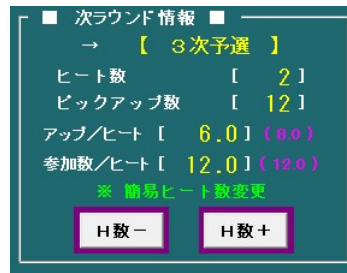 ■ 次ラウンド情報 ■
→ 【 3次予選 】
ヒート数 [ 2 ]
ピックアップ数 [ 12 ]
アップ/ヒート [ 6.0 ] ( 8.0 )
参加数/ヒート [ 12.0 ] ( 12.0 )
※ 簡易ヒート数変更
H数－ H数＋